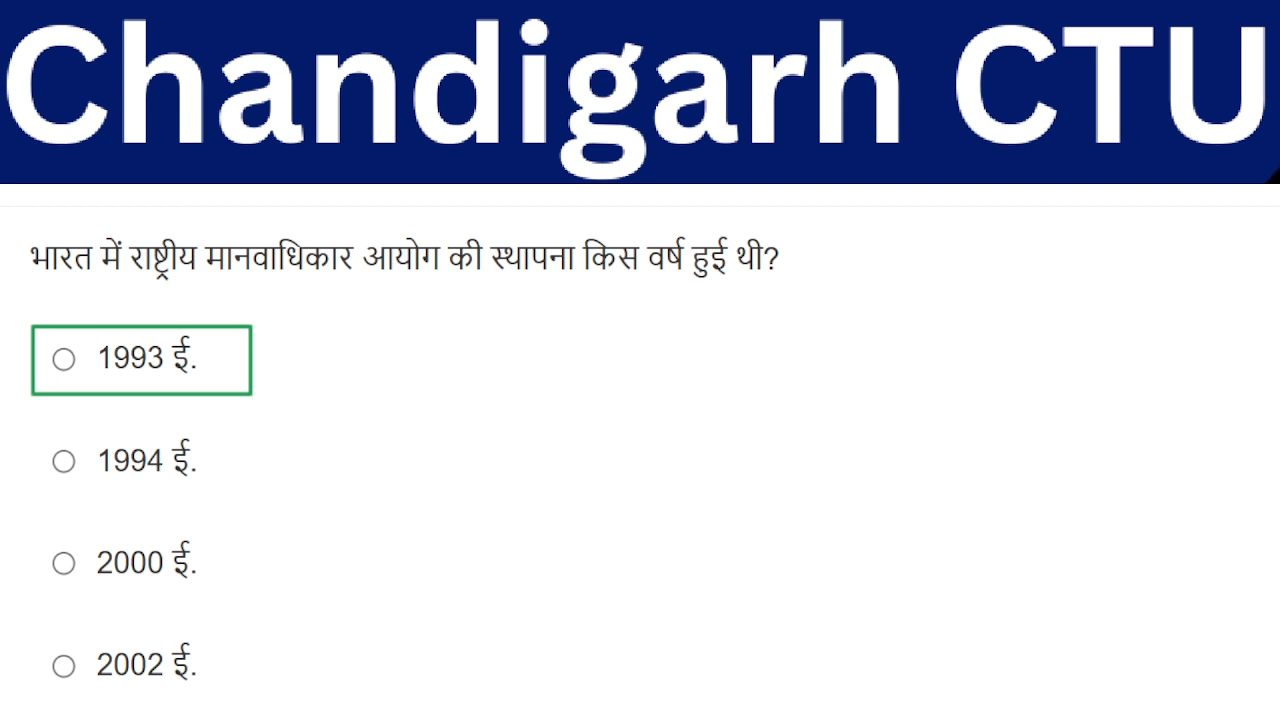 Chandigarh CTU
भारत में राष्ट्रीय मानवाधिकार आयोग की स्थापना किस वर्ष हुई थी?
1993 ई.
1994 ई.
2000 ई.
2002 ई.